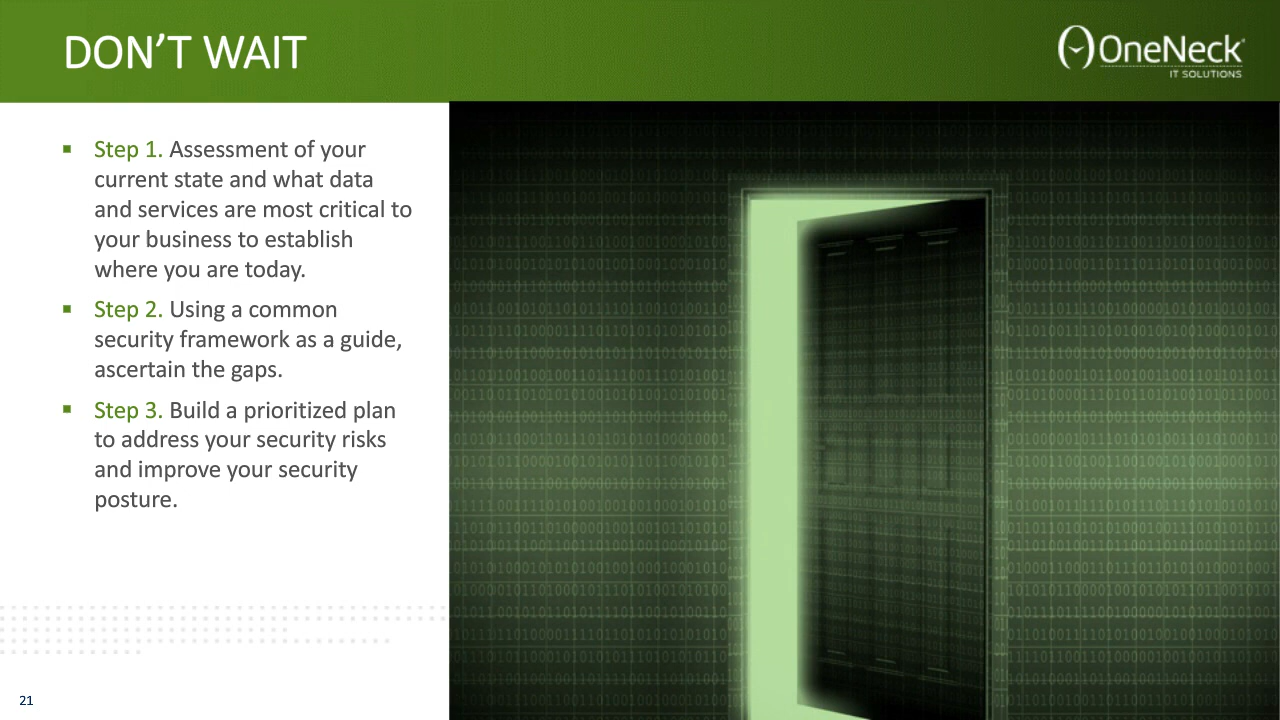 DON'T WAIT
OneNeck
IT SOLUTIONS
Step 1. Assessment of your
current state and what data
and services are most critical to
your business to establish
where you are today.
Step 2. Using a common
security framework as a guide,
ascertain the gaps.
Step 3. Build a prioritized plan
to address your security risks
and improve your security
posture.
21